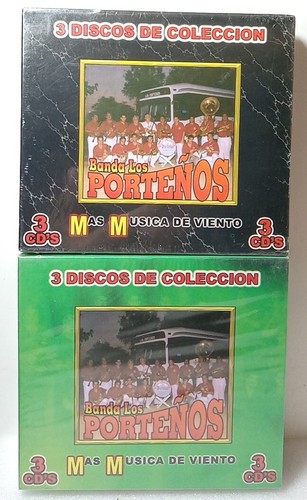 3 DISCOS DE COLECCION
Banda Los
PORTEÑOS
3
CD'S
MAS MUSICA DE VIENTO
3
CD'S
3 DISCOS DE COLECCION
Banda Los
PORTEÑOS
3
CD'S
MAS MUSICA DE VIENTO
3
CD'S